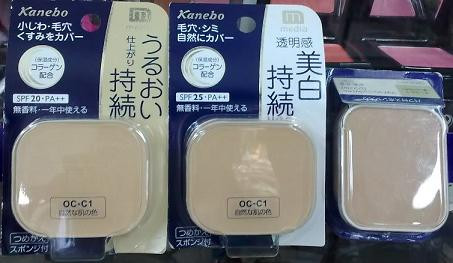 Kanebo
小じわ・毛穴
くすみをカバー
(保湿成分)
コラーゲン
配合
SPF20・PA++
無香料・一年中使える
m
media
うるおい
仕上がり
持続
OC-C1
自然な肌の色
つめかえ
スポンジ付
Kanebo
毛穴・シミ
自然にカバー
(保湿成分)
コラーゲン
配合
SPF25・PA++
無香料・一年中使える
m
media
透明感
美白
持続
OC-C1
自然な肌の色
つめかえ
スポンジ付